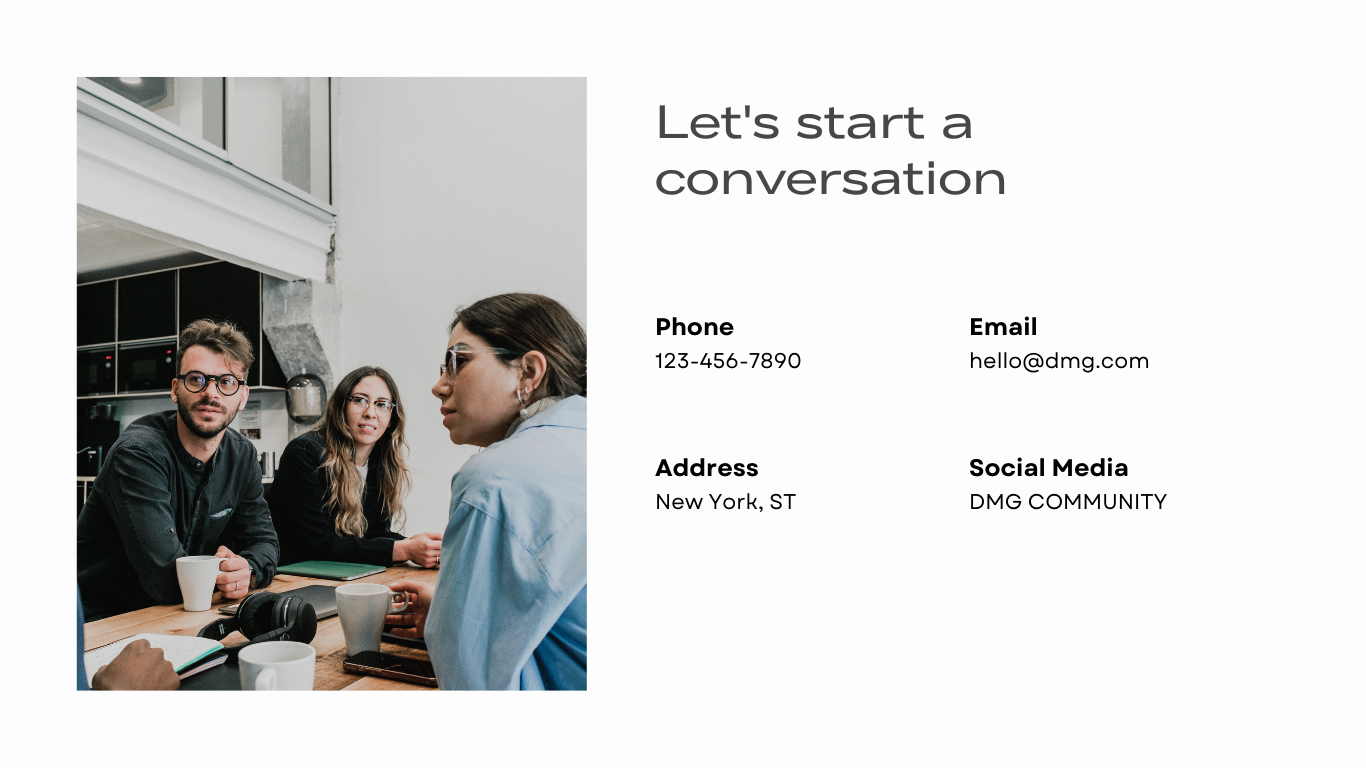 Let's start a
conversation
Phone
123-456-7890
Email
hello@dmg.com
Address
New York, ST
Social Media
DMG COMMUNITY